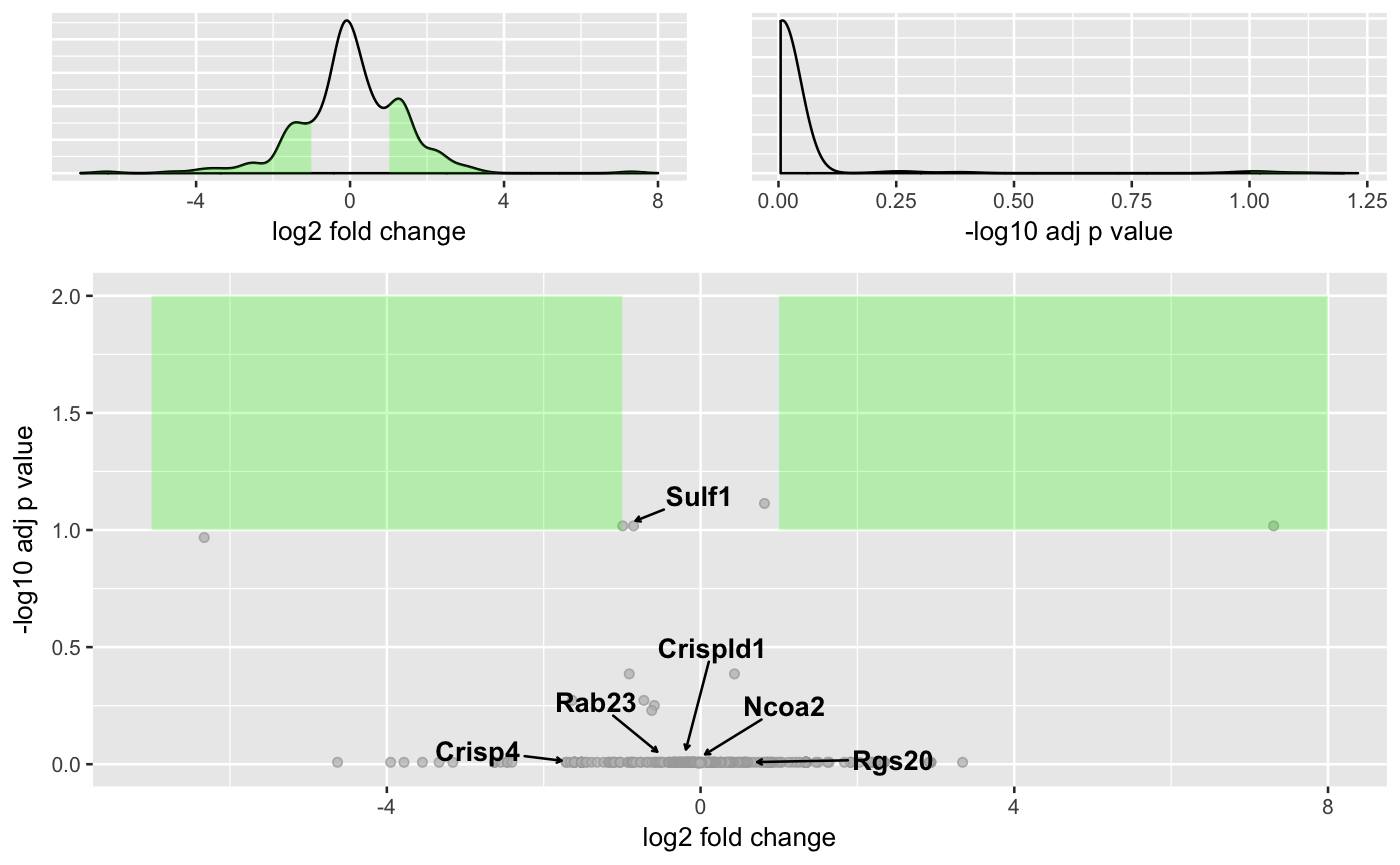 -4 0 4 8
log2 fold change
0.00 0.25 0.50 0.75 1.00 1.25
-log10 adj p value
2.0
1.5
1.0
0.5
0.0
-log10 adj p value
Sulf1
Crispld1
Rab23
Ncoa2
Crisp4
Rgs20
-4 0 4 8
log2 fold change